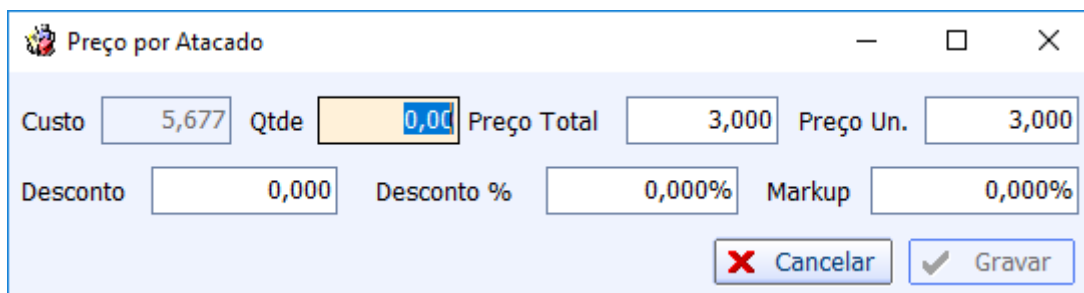 Preço por Atacado
Custo 5,677 Qtde 0,00 Preço Total 3,000 Preço Un. 3,000
Desconto 0,000 Desconto % 0,000% Markup 0,000%
Cancelar Gravar